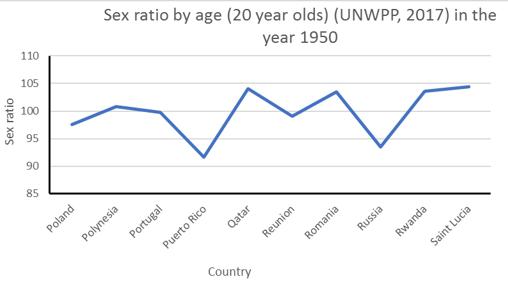 Sex ratio by age (20 year olds) (UNWPP, 2017) in the
year 1950
110
105
100
95
90
85
Sex ratio
Poland
Polynesia
Portugal
Puerto Rico
Qatar
Reunion
Romania
Russia
Rwanda
Saint Lucia
Country